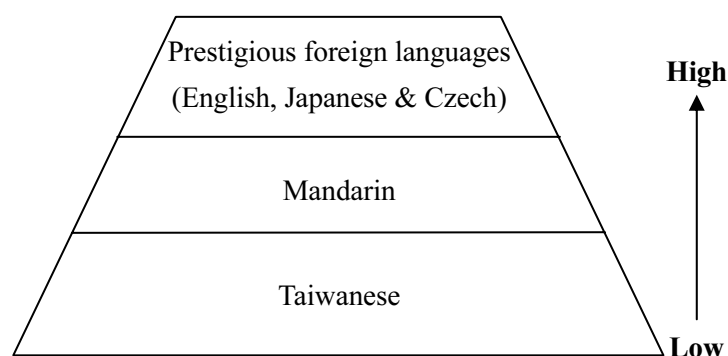 Prestigious foreign languages
(English, Japanese & Czech)
High
Mandarin
Taiwanese
Low